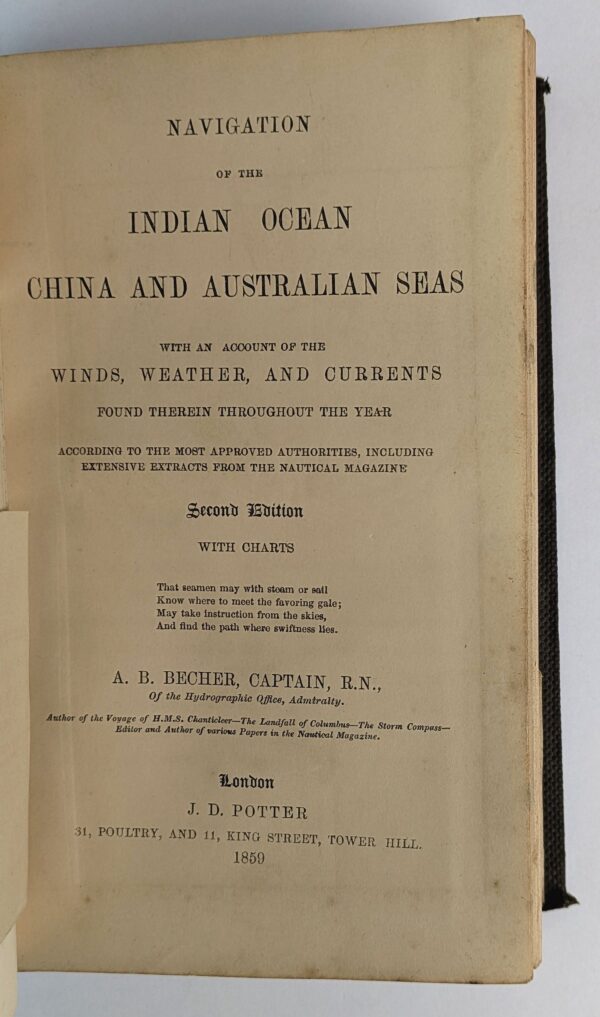 NAVIGATION
OF THE
INDIAN OCEAN
CHINA AND AUSTRALIAN SEAS
WITH AN ACCOUNT OF THE
WINDS, WEATHER, AND CURRENTS
FOUND THEREIN THROUGHOUT THE YEAR
ACCORDING TO THE MOST APPROVED AUTHORITIES, INCLUDING
EXTENSIVE EXTRACTS FROM THE NAUTICAL MAGAZINE
Second Edition
WITH CHARTS
That seamen may with steam or sail
Know where to meet the favoring gale;
May take instruction from the skies,
And find the path where swiftness lies.
A. B. BECHER, CAPTAIN, R.N.,
Of the Hydrographic Office, Admiralty.
Author of the Voyage of H.M.S. Chanticleer—The Landfall of Columbus—The Storm Compass—
Editor and Author of various Papers in the Nautical Magazine.
London
J. D. POTTER
31, POULTRY, AND 11, KING STREET, TOWER HILL.
1859